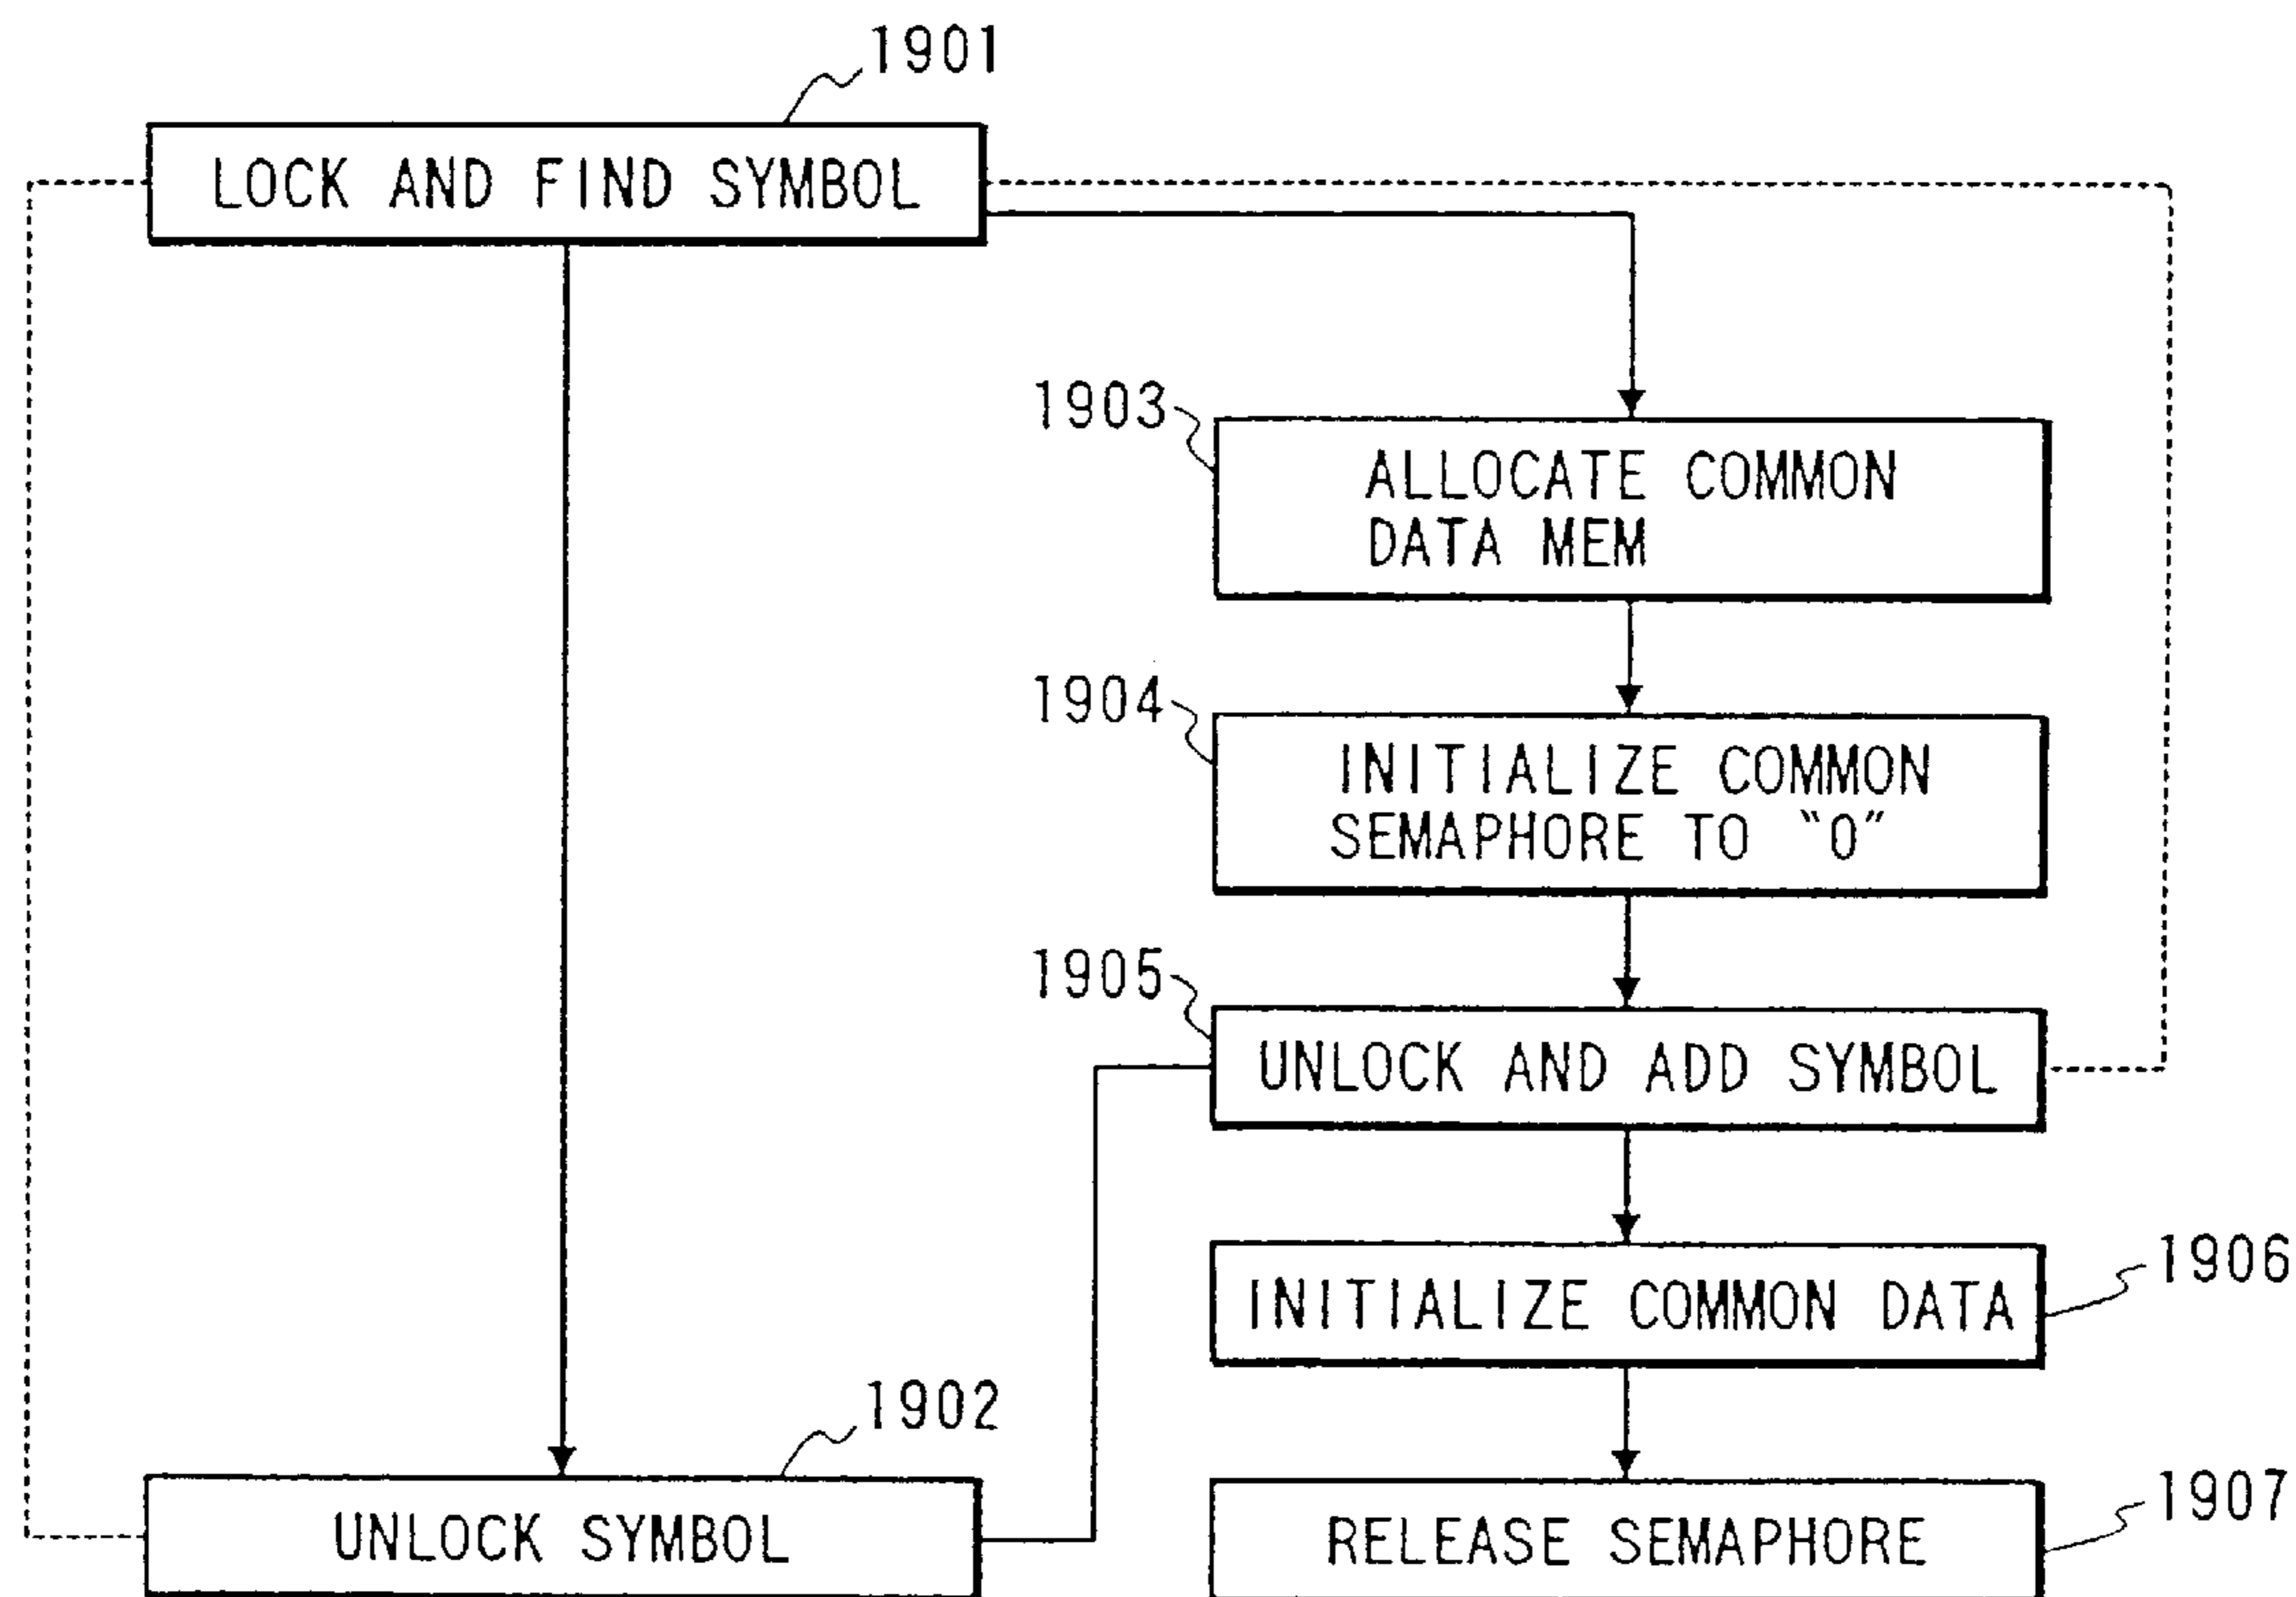 1901
LOCK AND FIND SYMBOL
1903
ALLOCATE COMMON
DATA MEM
1904
INITIALIZE COMMON
SEMAPHORE TO "0"
1905
UNLOCK AND ADD SYMBOL
1906
INITIALIZE COMMON DATA
1902
UNLOCK SYMBOL
1907
RELEASE SEMAPHORE